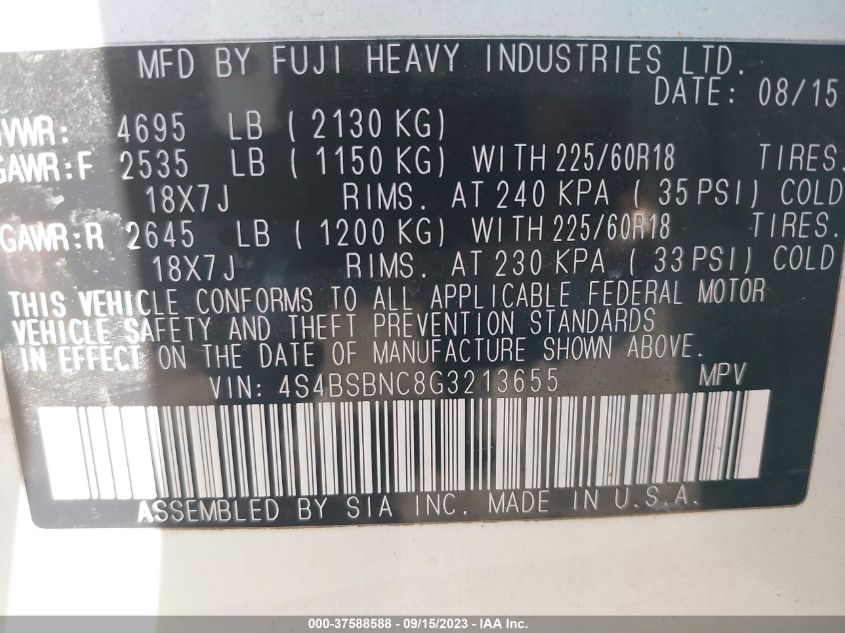 MFD BY FUJI HEAVY INDUSTRIES LTD.
DATE: 08/15
VWR: 4695 LB ( 2130 KG)
GAWR:F 2535 LB ( 1150 KG) WITH 225/60R18 TIRES.
18X7J RIMS. AT 240 KPA ( 35 PSI) COLD
GAWR:R 2645 LB ( 1200 KG) WITH 225/60R18 TIRES.
18X7J RIMS. AT 230 KPA ( 33 PSI) COLD
THIS VEHICLE CONFORMS TO ALL APPLICABLE FEDERAL MOTOR
VEHICLE SAFETY AND THEFT PREVENTION STANDARDS
IN EFFECT ON THE DATE OF MANUFACTURE SHOWN ABOVE.
VIN: 4S4BSBNC8G3213655 MPV
ASSEMBLED BY SIA INC. MADE IN U.S.A.
000-37588588 - 09/15/2023 - IAA Inc.